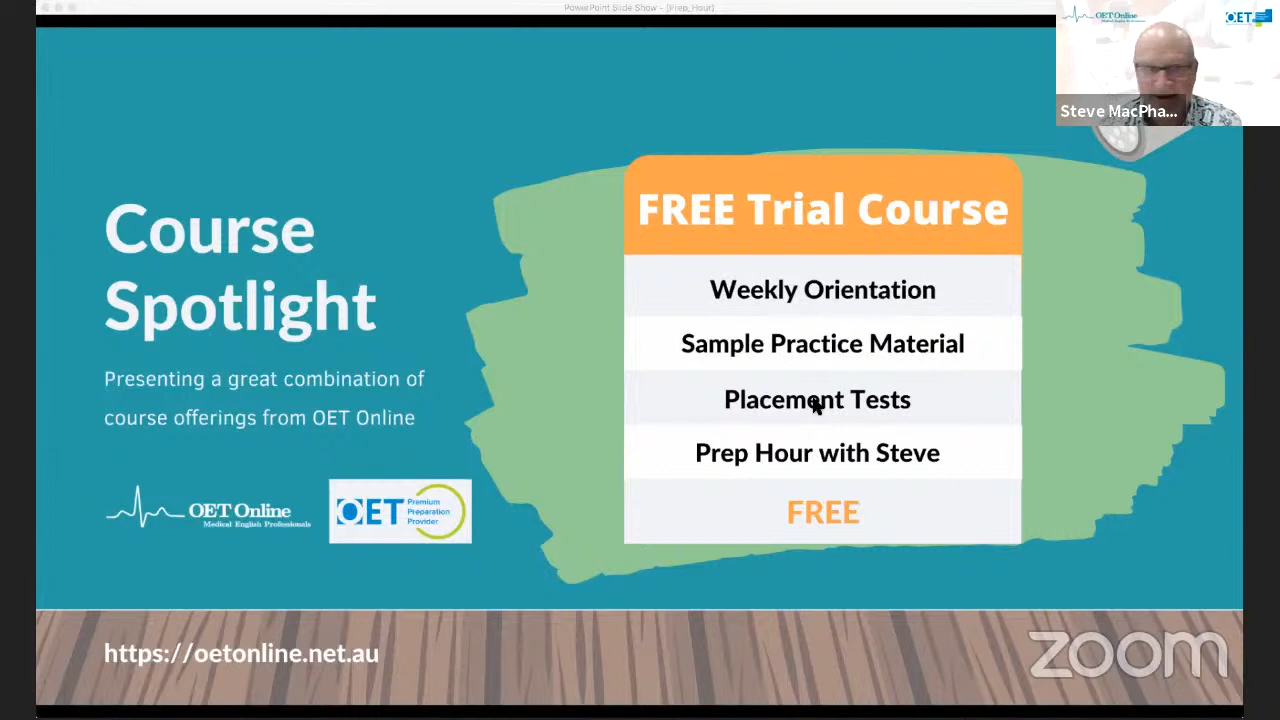 PowerPoint Slide Show - [Prep_Hour]
OET Online
OET
Steve MacPha...
Course
Spotlight
Presenting a great combination of
course offerings from OET Online
OET Online
Medical English Professionals
OET
Premium
Preparation
Provider
FREE Trial Course
Weekly Orientation
Sample Practice Material
Placement Tests
Prep Hour with Steve
FREE
https://oetonline.net.au
zoom